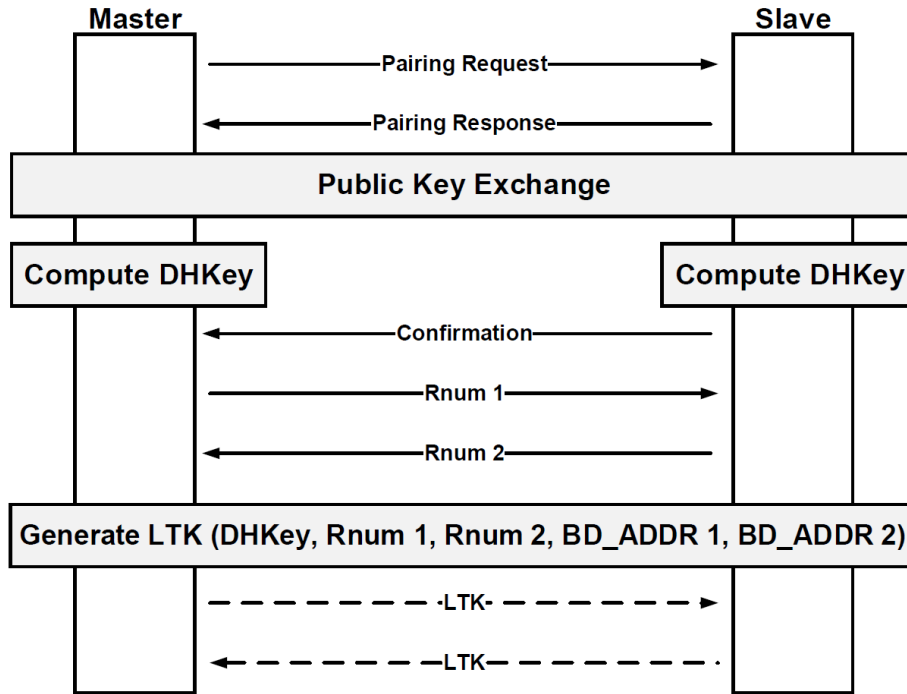 Master
Slave
Pairing Request
Pairing Response
Public Key Exchange
Compute DHKey
Compute DHKey
Confirmation
Rnum 1
Rnum 2
Generate LTK (DHKey, Rnum 1, Rnum 2, BD_ADDR 1, BD_ADDR 2)
LTK
LTK